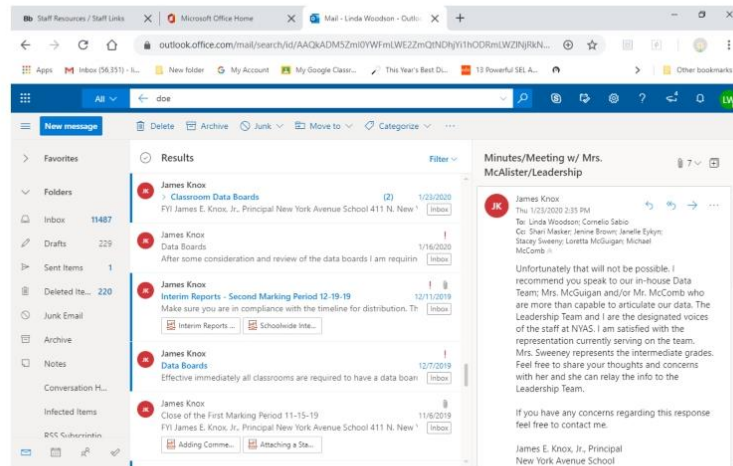 Bb Staff Resources / Staff Links
Microsoft Office Home
Mail - Linda Woodson - Outlo
outlook.office.com/mail/search/id/
Apps
Inbox (56,351) -
New folder
My Account
My Google Classr...
This Year's Best Di...
13 Powerful SEL A...
Other bookmarks
All
doe
LW
New message
Delete
Archive
Junk
Move to
Categorize
Favorites
Folders
Inbox 11487
Drafts 229
Sent Items 1
Deleted Ite... 220
Junk Email
Archive
Notes
Conversation H...
Infected Items
RSS Subscriptio
Results
Filter
JK
James Knox
> Classroom Data Boards (2) 1/23/2020
FYI James E. Knox, Jr., Principal New York Avenue School 411 N. New Inbox
JK
James Knox
Data Boards 1/16/2020
After some consideration and review of the data boards I am requirin Inbox
JK
James Knox
Interim Reports - Second Marking Period 12-19-19 12/11/2019
Make sure you are in compliance with the timeline for distribution. Th Inbox
Interim Reports ... Schoolwide Inte...
JK
James Knox
Data Boards 12/7/2019
Effective immediately all classrooms are required to have a data boar Inbox
JK
James Knox
Close of the First Marking Period 11-15-19 11/6/2019
FYI James E. Knox, Jr., Principal New York Avenue School 411 N. New Inbox
Adding Comme... Attaching a Sta...
Minutes/Meeting w/ Mrs.
McAlister/Leadership
7
JK
James Knox
Thu 1/23/2020 2:35 PM
To: Linda Woodson; Cornelio Sabio
Cc: Shari Masker; Jenine Brown; Janelle Eykyn;
Stacey Sweeny; Loretta McGuigan; Michael
McComb
Unfortunately that will not be possible. I
recommend you speak to our in-house Data
Team; Mrs. McGuigan and/or Mr. McComb who
are more than capable to articulate our data. The
Leadership Team and I are the designated voices
of the staff at NYAS. I am satisfied with the
representation currently serving on the team.
Mrs. Sweeney represents the intermediate grades.
Feel free to share your thoughts and concerns
with her and she can relay the info to the
Leadership Team.
If you have any concerns regarding this response
feel free to contact me.
James E. Knox, Jr., Principal
New York Avenue School